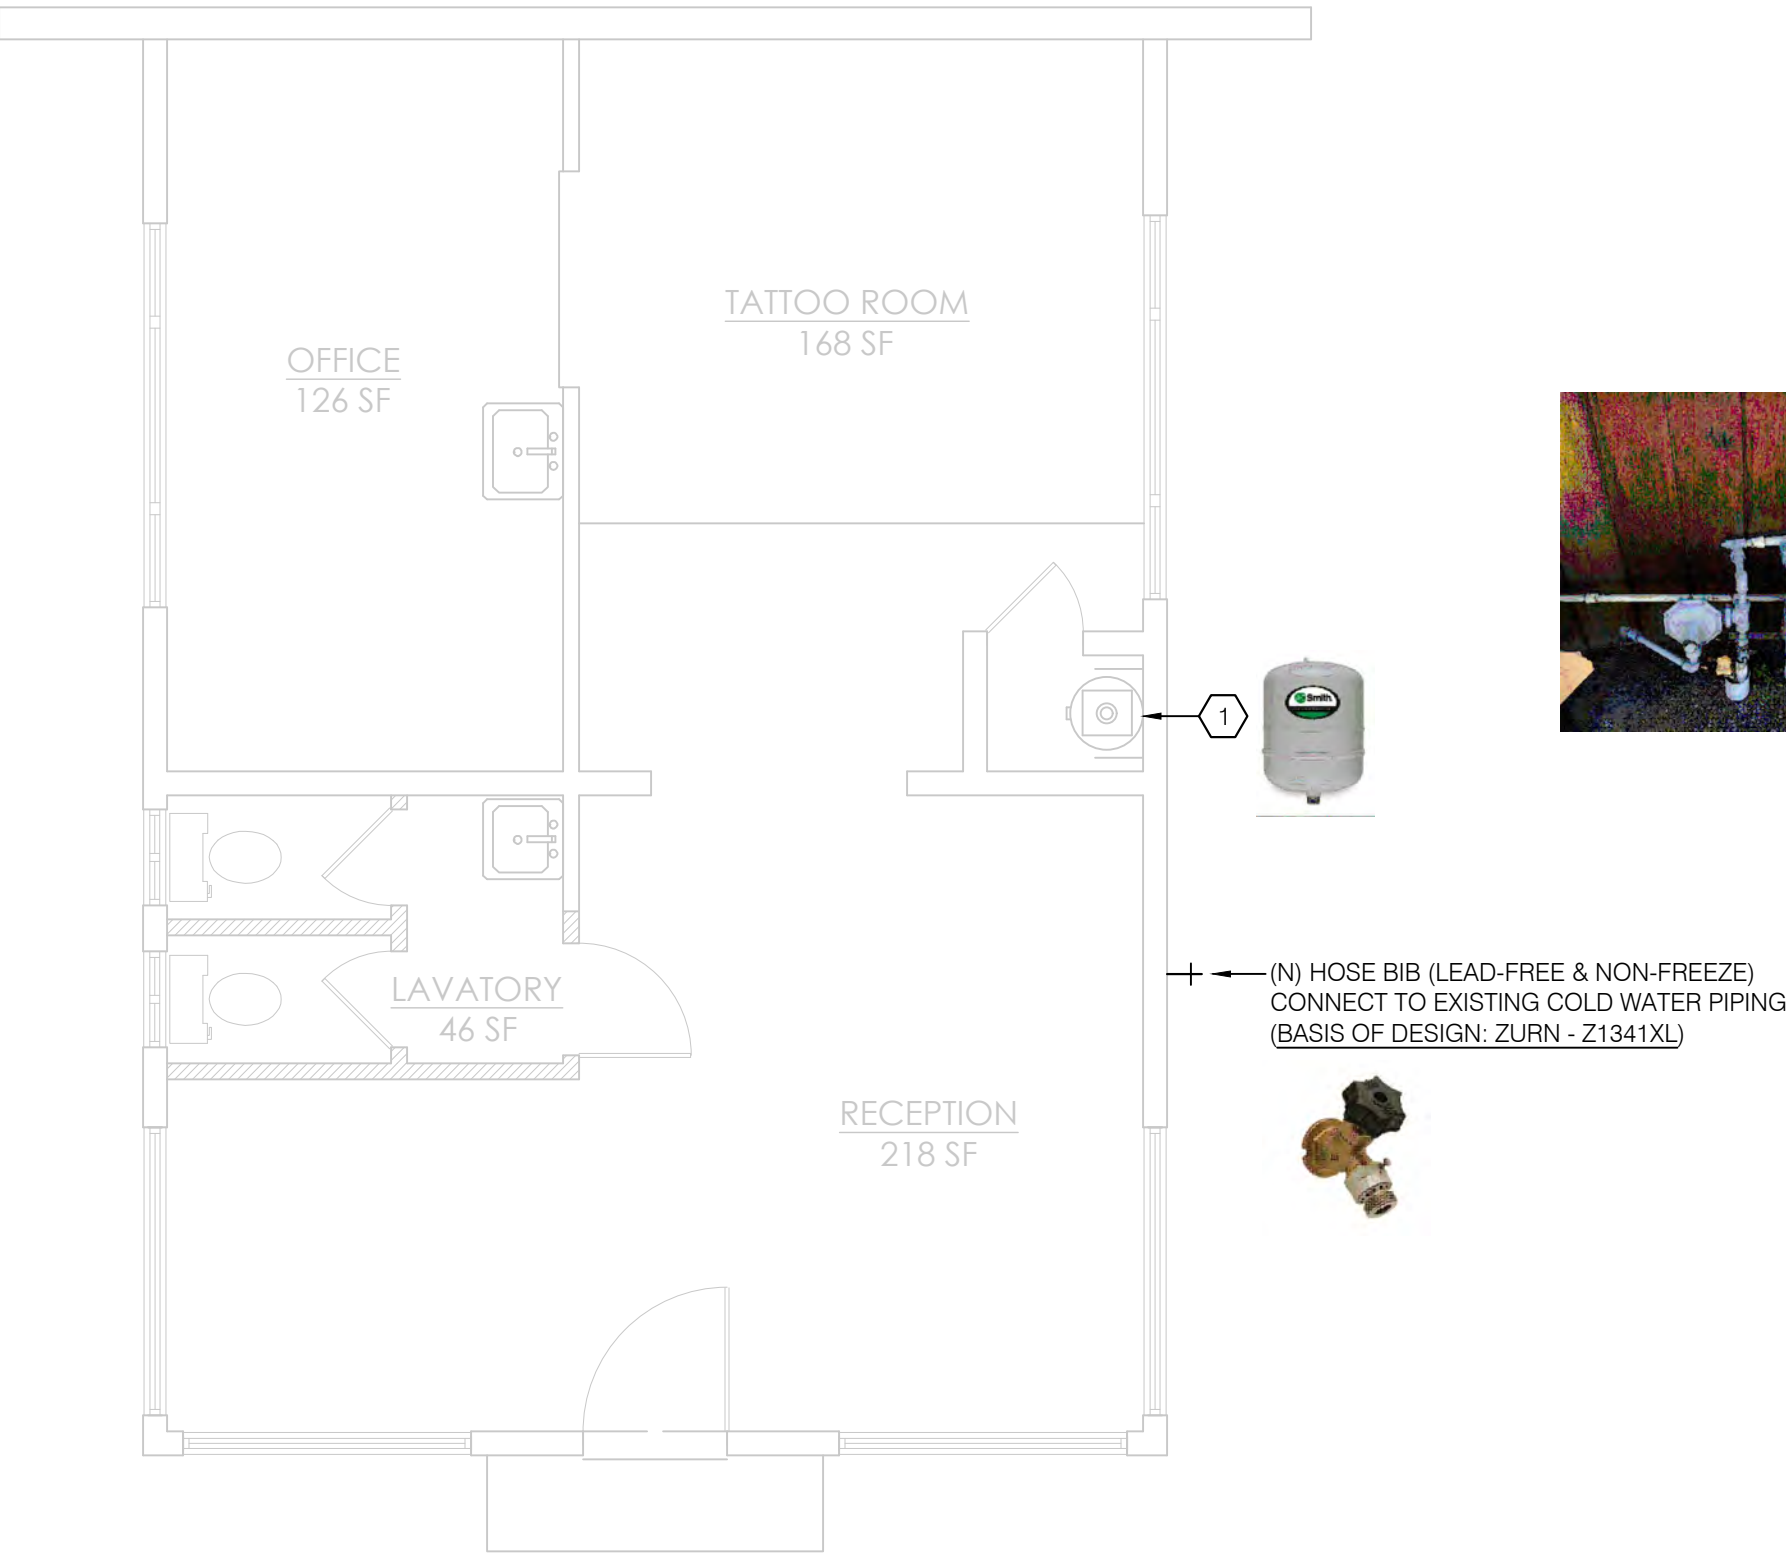 TATTOO ROOM
168 SF
OFFICE
126 SF
1
Smith
LAVATORY
46 SF
(N) HOSE BIB (LEAD-FREE & NON-FREEZE)
CONNECT TO EXISTING COLD WATER PIPING
(BASIS OF DESIGN: ZURN - Z1341XL)
RECEPTION
218 SF